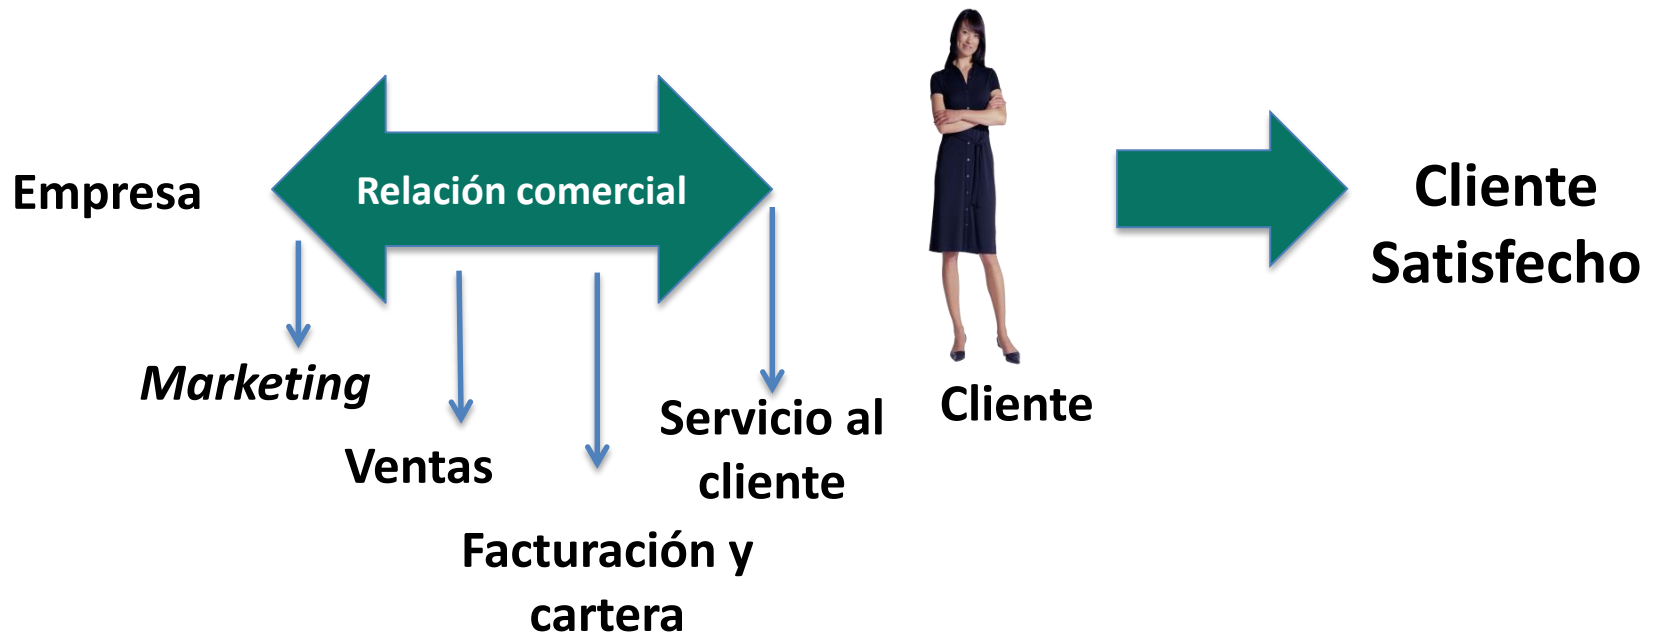 Empresa
Relación comercial
Marketing
Ventas
Facturación y
cartera
Servicio al
cliente
Cliente
Cliente
Satisfecho